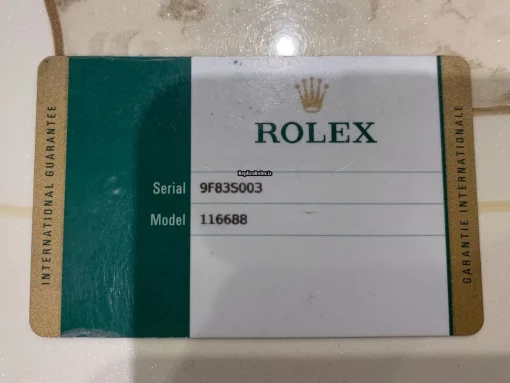 INTERNATIONAL GUARANTEE
ROLEX
Serial 9F83S003
Model 116688
GARANTIE INTERNATIONALE